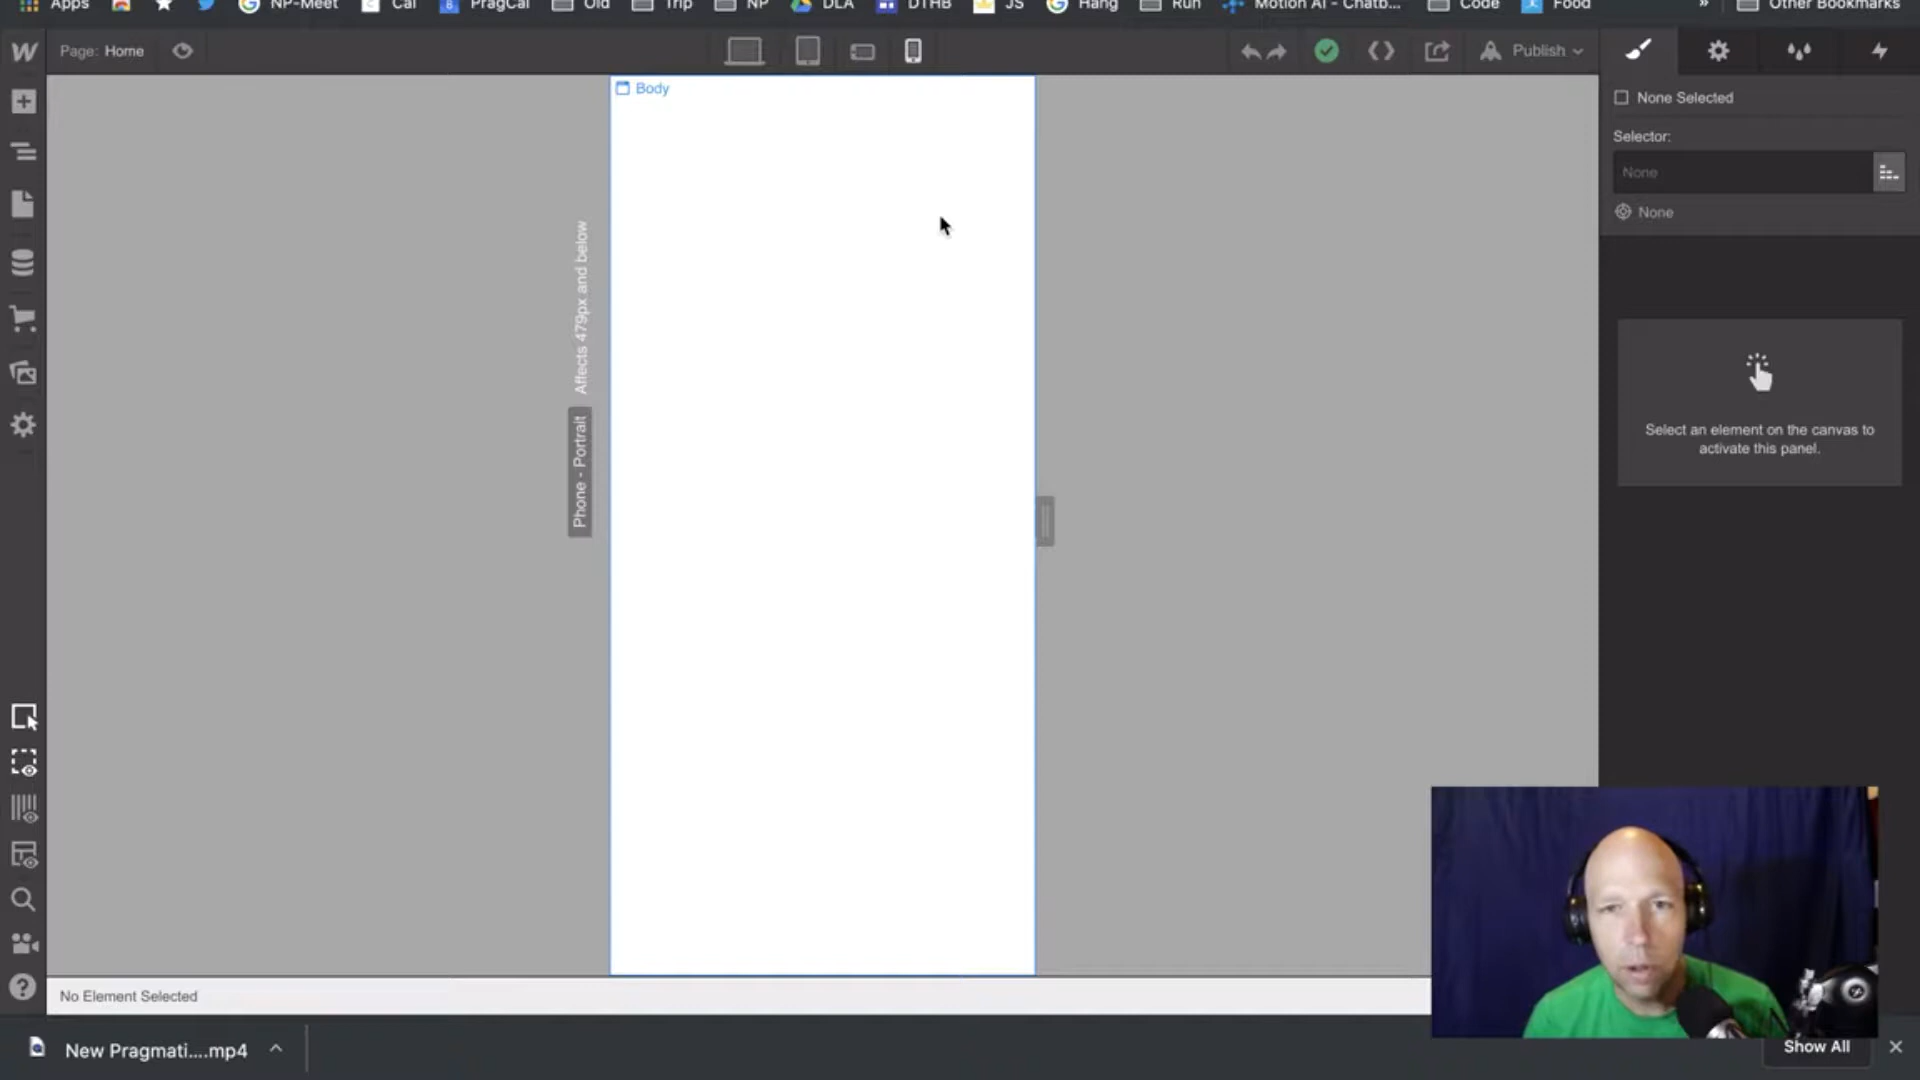 Apps NP-Meet Cal PragCal Old Trip NP DLA DTHB JS Hang Run Motion AI - Chatb... Code Food » Other Bookmarks
Page: Home
Publish
Body
None Selected
Selector:
None
None
Select an element on the canvas to
activate this panel.
Affects 479px and below
Phone - Portrait
No Element Selected
New Pragmati....mp4
Show All